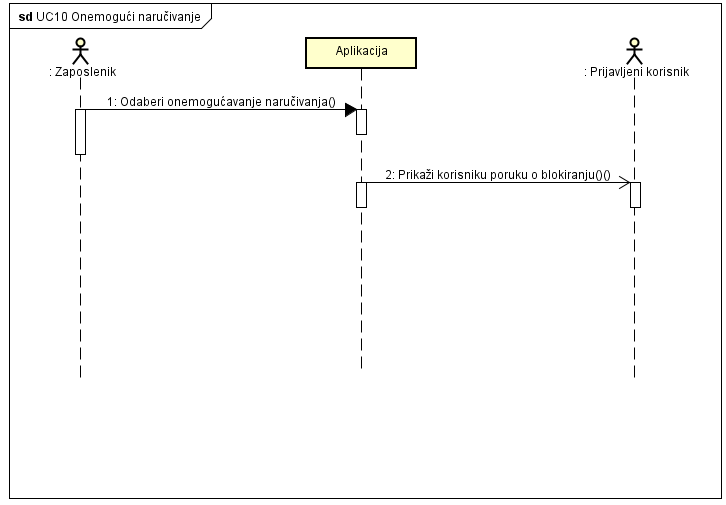 sd UC10 Onemogući naručivanje
: Zaposlenik
Aplikacija
: Prijavljeni korisnik
1: Odaberi onemogućavanje naručivanja()
2: Prikaži korisniku poruku o blokiranju()()